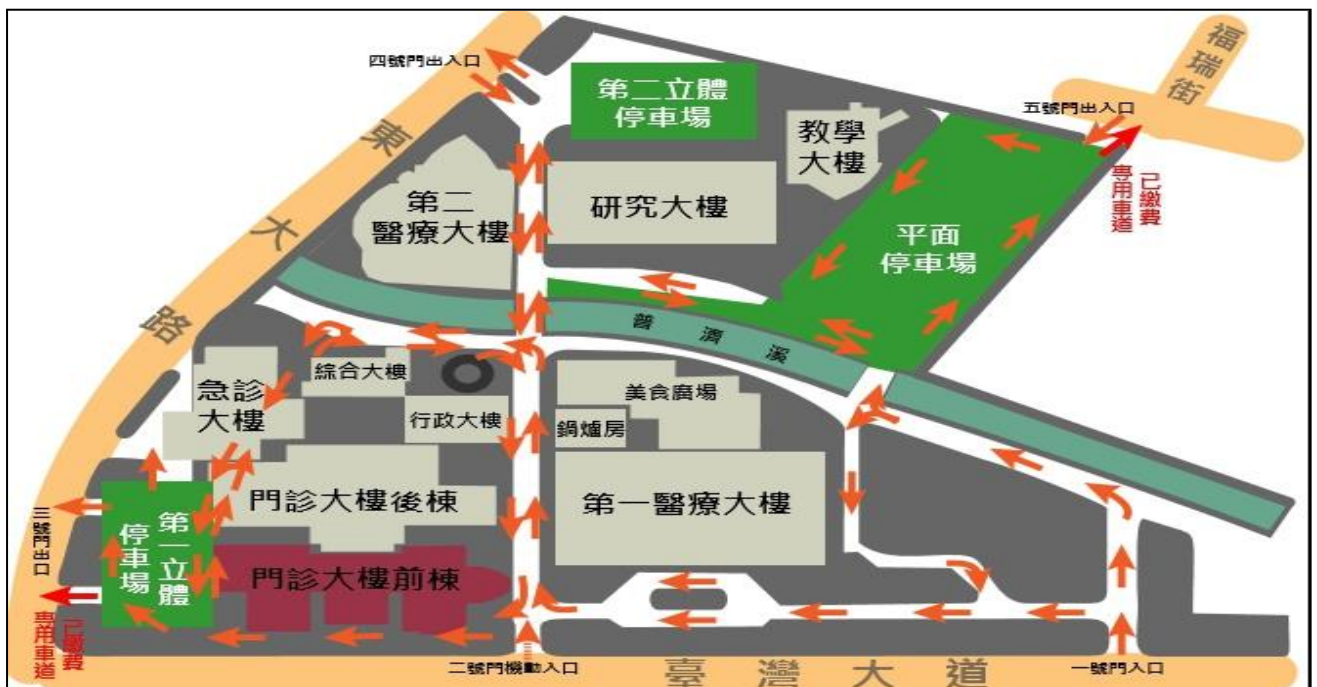 四號門出入口
福瑞街
第二立體
停車場
五號門出入口
教學
大樓
已繳費
專用車道
東大路
第二
醫療大樓
研究大樓
平面
停車場
普濟溪
急診
大樓
綜合大樓
行政大樓
美食廣場
鍋爐房
門診大樓後棟
第一醫療大樓
三號門出口
第一立體
停車場
門診大樓前棟
已繳費
專用車道
二號門機動入口
臺灣大道
一號門入口